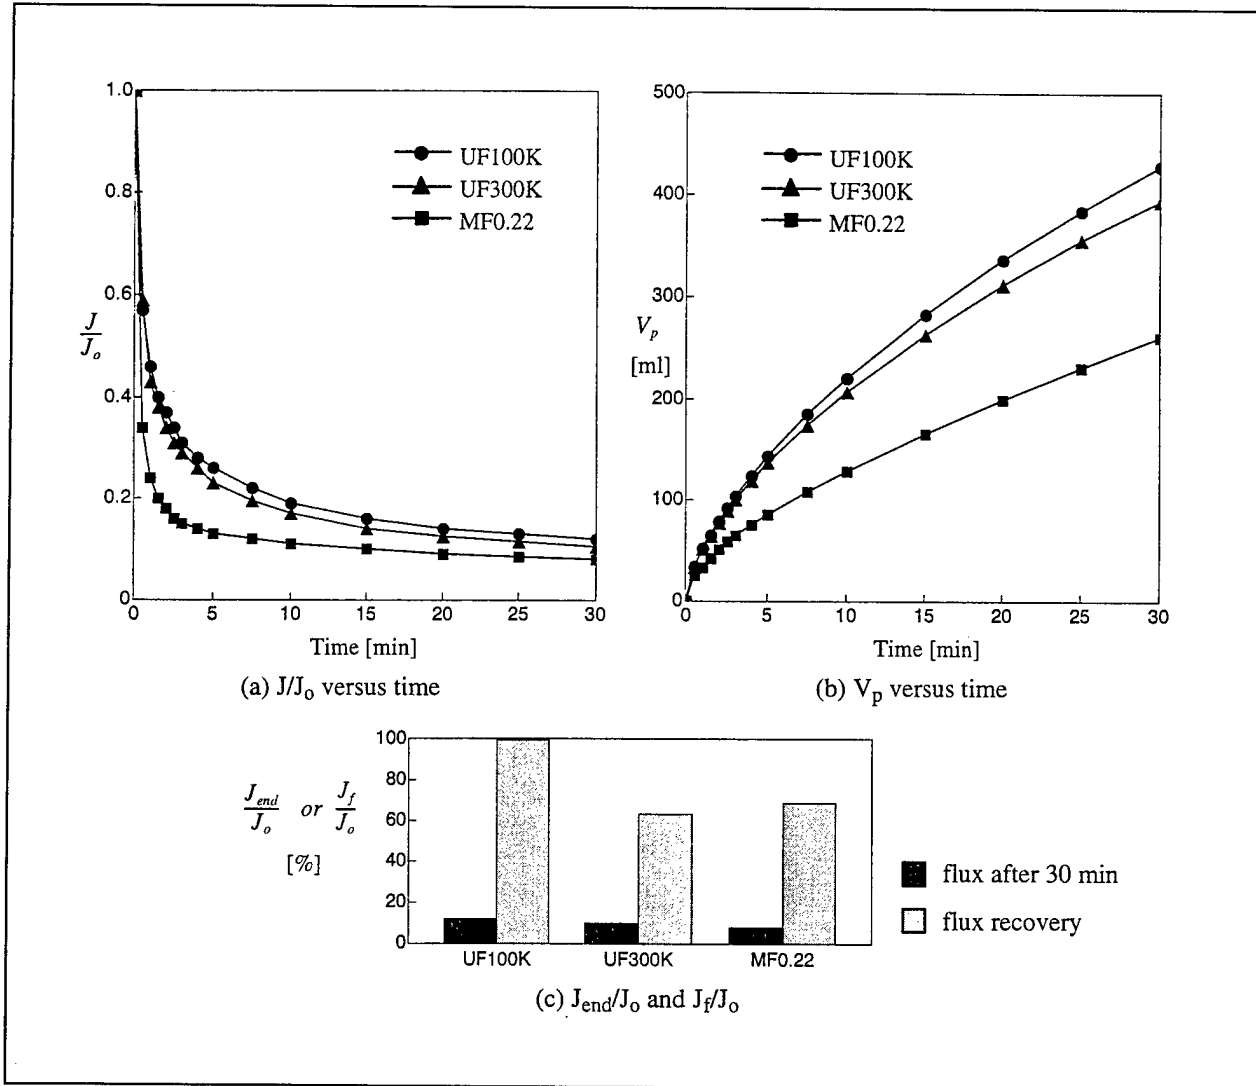 1.0
0.8
0.6
0.4
0.2
0
J
J_o
UF100K
UF300K
MF0.22
0 5 10 15 20 25 30
Time [min]
(a) J/J_o versus time
500
400
300
200
100
0
V_p
[ml]
UF100K
UF300K
MF0.22
0 5 10 15 20 25 30
Time [min]
(b) V_p versus time
100
80
60
40
20
0
J_end / J_o or J_f / J_o
[%]
UF100K UF300K MF0.22
flux after 30 min
flux recovery
(c) J_end/J_o and J_f/J_o